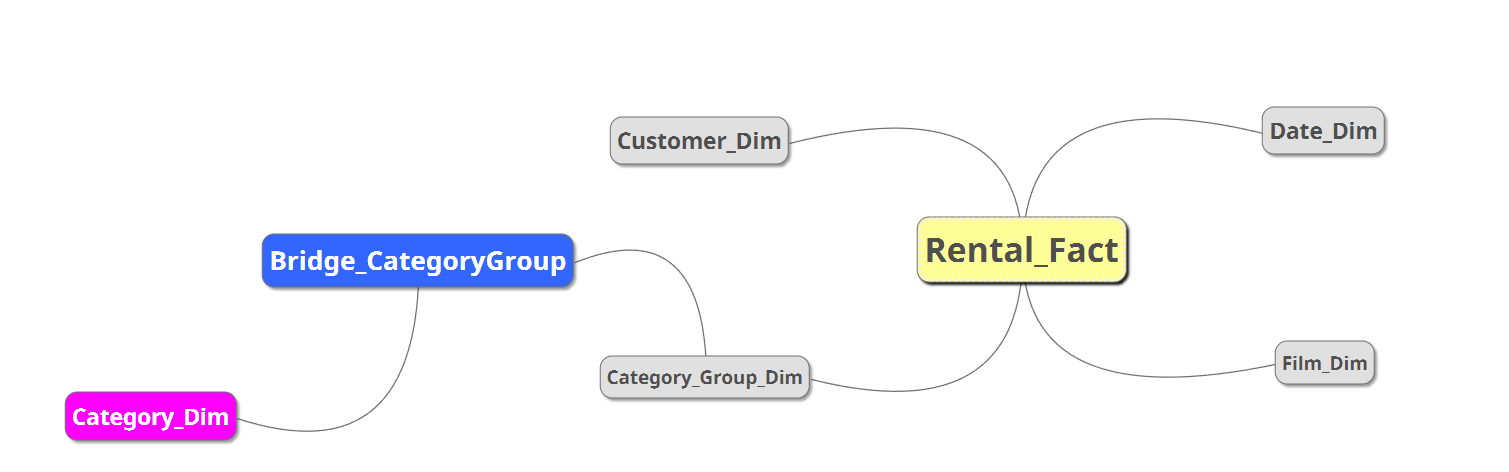 Customer_Dim
Date_Dim
Rental_Fact
Bridge_CategoryGroup
Category_Group_Dim
Film_Dim
Category_Dim